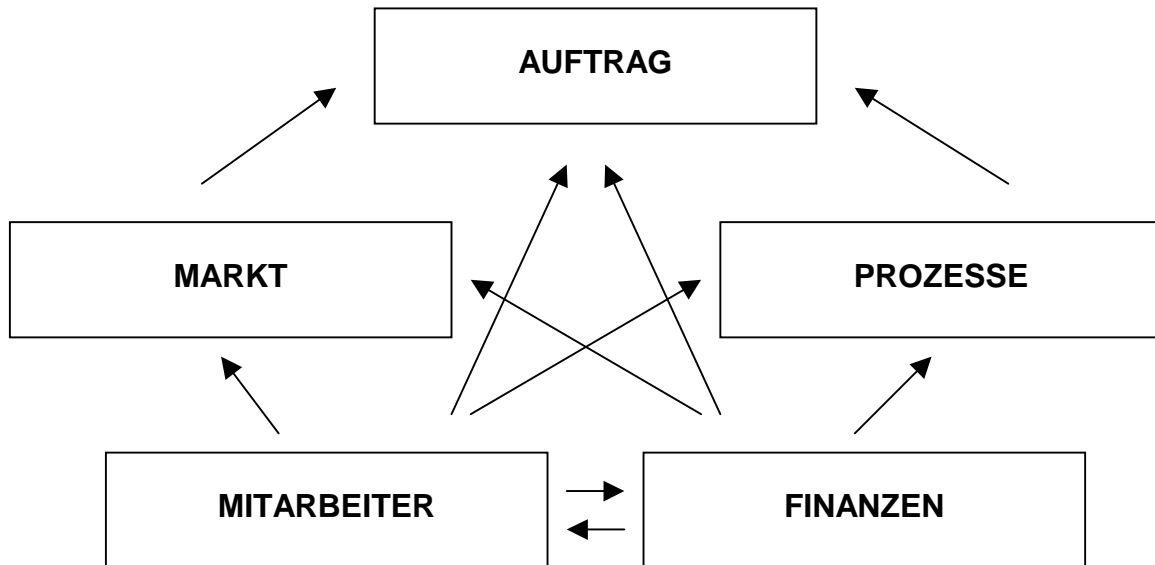 AUFTRAG
MARKT
PROZESSE
MITARBEITER
FINANZEN